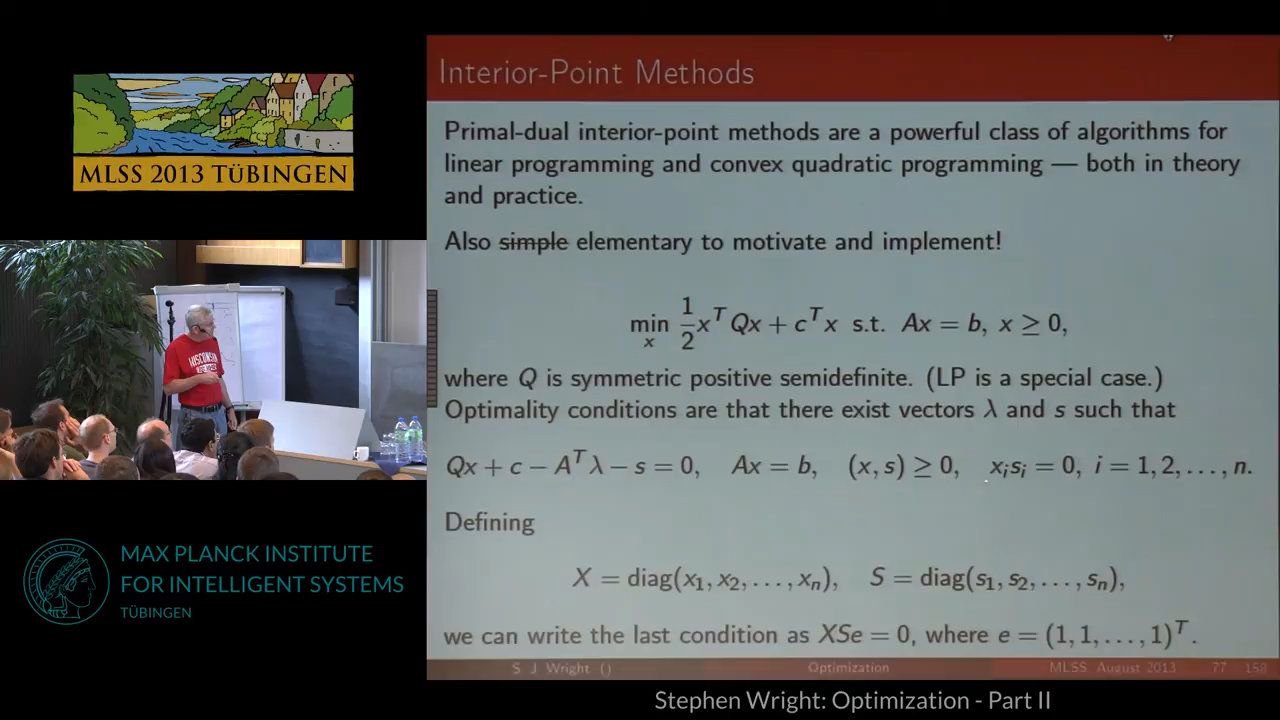 MLSS 2013 TÜBINGEN
WISCONSIN
MAX PLANCK INSTITUTE
FOR INTELLIGENT SYSTEMS
TÜBINGEN
Interior-Point Methods
Primal-dual interior-point methods are a powerful class of algorithms for
linear programming and convex quadratic programming — both in theory
and practice.
Also simple elementary to motivate and implement!
min_x 1/2 x^T Qx + c^T x s.t. Ax = b, x ≥ 0,
where Q is symmetric positive semidefinite. (LP is a special case.)
Optimality conditions are that there exist vectors λ and s such that
Qx + c − A^T λ − s = 0, Ax = b, (x, s) ≥ 0, x_i s_i = 0, i = 1, 2, . . . , n.
Defining
X = diag(x_1, x_2, . . . , x_n), S = diag(s_1, s_2, . . . , s_n),
we can write the last condition as XSe = 0, where e = (1, 1, . . . , 1)^T.
S J Wright () Optimization MLSS, August 2013 77 / 158
Stephen Wright: Optimization - Part II